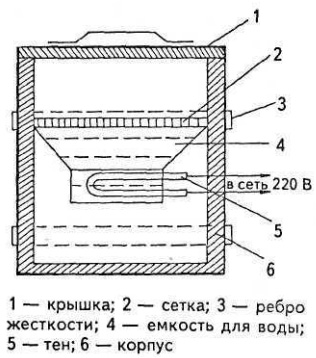 1
2
3
4
в сеть 220 В
5
6
1 — крышка; 2 — сетка; 3 — ребро
жесткости; 4 — емкость для воды;
5 — тен; 6 — корпус